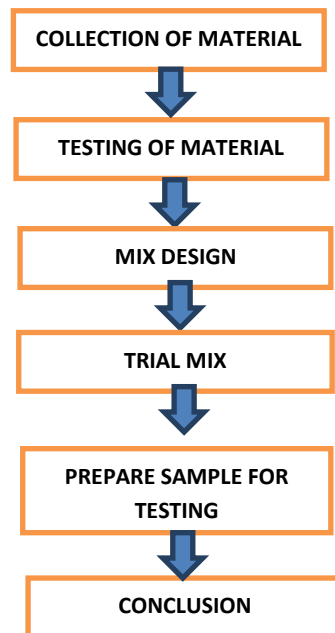 COLLECTION OF MATERIAL
TESTING OF MATERIAL
MIX DESIGN
TRIAL MIX
PREPARE SAMPLE FOR
TESTING
CONCLUSION